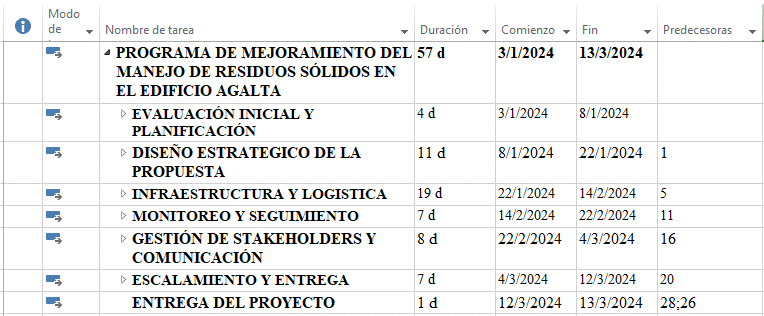 Modo
de
Nombre de tarea Duración Comienzo Fin Predecesoras
PROGRAMA DE MEJORAMIENTO DEL 57 d 3/1/2024 13/3/2024
MANEJO DE RESIDUOS SÓLIDOS EN
EL EDIFICIO AGALTA
EVALUACIÓN INICIAL Y 4 d 3/1/2024 8/1/2024
PLANIFICACIÓN
DISEÑO ESTRATEGICO DE LA 11 d 8/1/2024 22/1/2024 1
PROPUESTA
INFRAESTRUCTURA Y LOGISTICA 19 d 22/1/2024 14/2/2024 5
MONITOREO Y SEGUIMIENTO 7 d 14/2/2024 22/2/2024 11
GESTIÓN DE STAKEHOLDERS Y 8 d 22/2/2024 4/3/2024 16
COMUNICACIÓN
ESCALAMIENTO Y ENTREGA 7 d 4/3/2024 12/3/2024 20
ENTREGA DEL PROYECTO 1 d 12/3/2024 13/3/2024 28;26